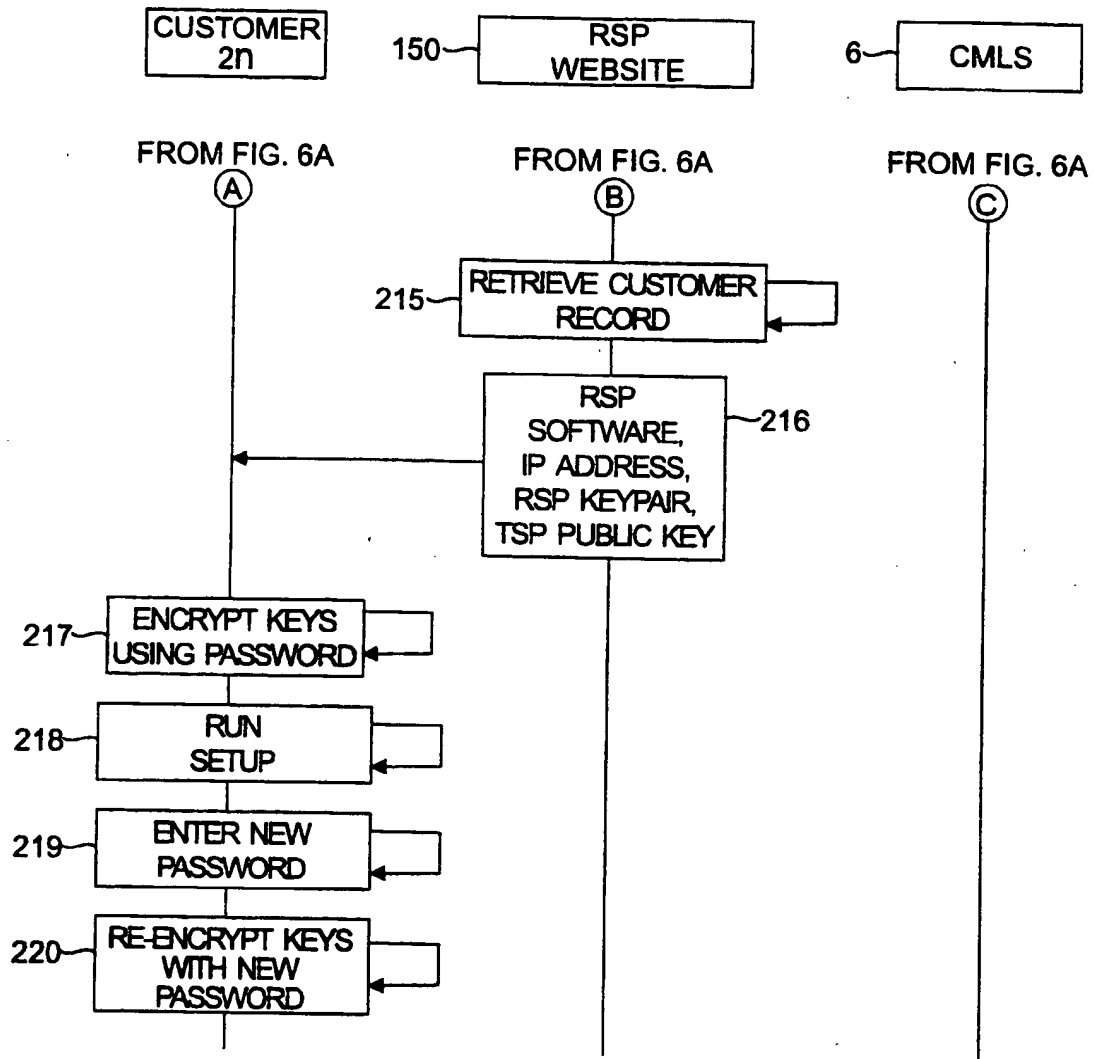 CUSTOMER
2n
150
RSP
WEBSITE
6
CMLS
FROM FIG. 6A
A
FROM FIG. 6A
B
FROM FIG. 6A
C
215
RETRIEVE CUSTOMER
RECORD
RSP
SOFTWARE,
IP ADDRESS,
RSP KEYPAIR,
TSP PUBLIC KEY
216
217
ENCRYPT KEYS
USING PASSWORD
218
RUN
SETUP
219
ENTER NEW
PASSWORD
220
RE-ENCRYPT KEYS
WITH NEW
PASSWORD